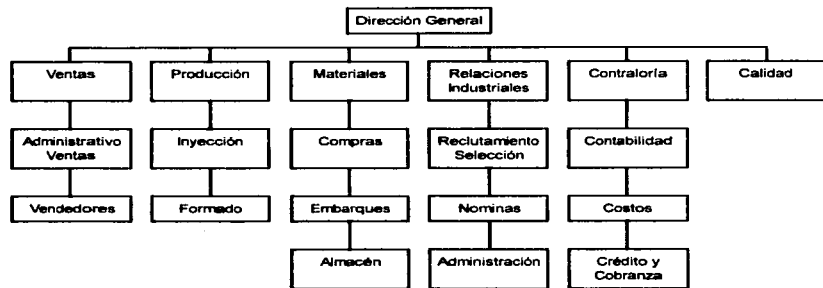 Dirección General
Ventas
Producción
Materiales
Relaciones
Industriales
Contraloría
Calidad
Administrativo
Ventas
Inyección
Compras
Reclutamiento
Selección
Contabilidad
Vendedores
Formado
Embarques
Nominas
Costos
Almacén
Administración
Crédito y
Cobranza